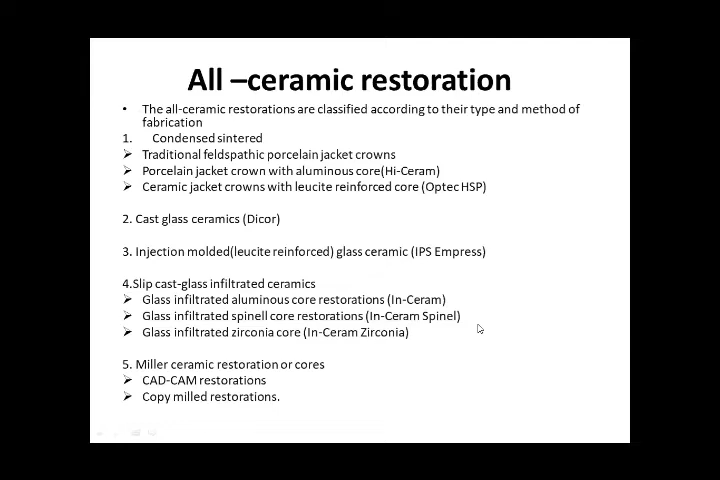 All –ceramic restoration
• The all-ceramic restorations are classified according to their type and method of
fabrication
1. Condensed sintered
➢ Traditional feldspathic porcelain jacket crowns
➢ Porcelain jacket crown with aluminous core(Hi-Ceram)
➢ Ceramic jacket crowns with leucite reinforced core (Optec HSP)
2. Cast glass ceramics (Dicor)
3. Injection molded(leucite reinforced) glass ceramic (IPS Empress)
4.Slip cast-glass infiltrated ceramics
➢ Glass infiltrated aluminous core restorations (In-Ceram)
➢ Glass infiltrated spinell core restorations (In-Ceram Spinel)
➢ Glass infiltrated zirconia core (In-Ceram Zirconia)
5. Miller ceramic restoration or cores
➢ CAD-CAM restorations
➢ Copy milled restorations.